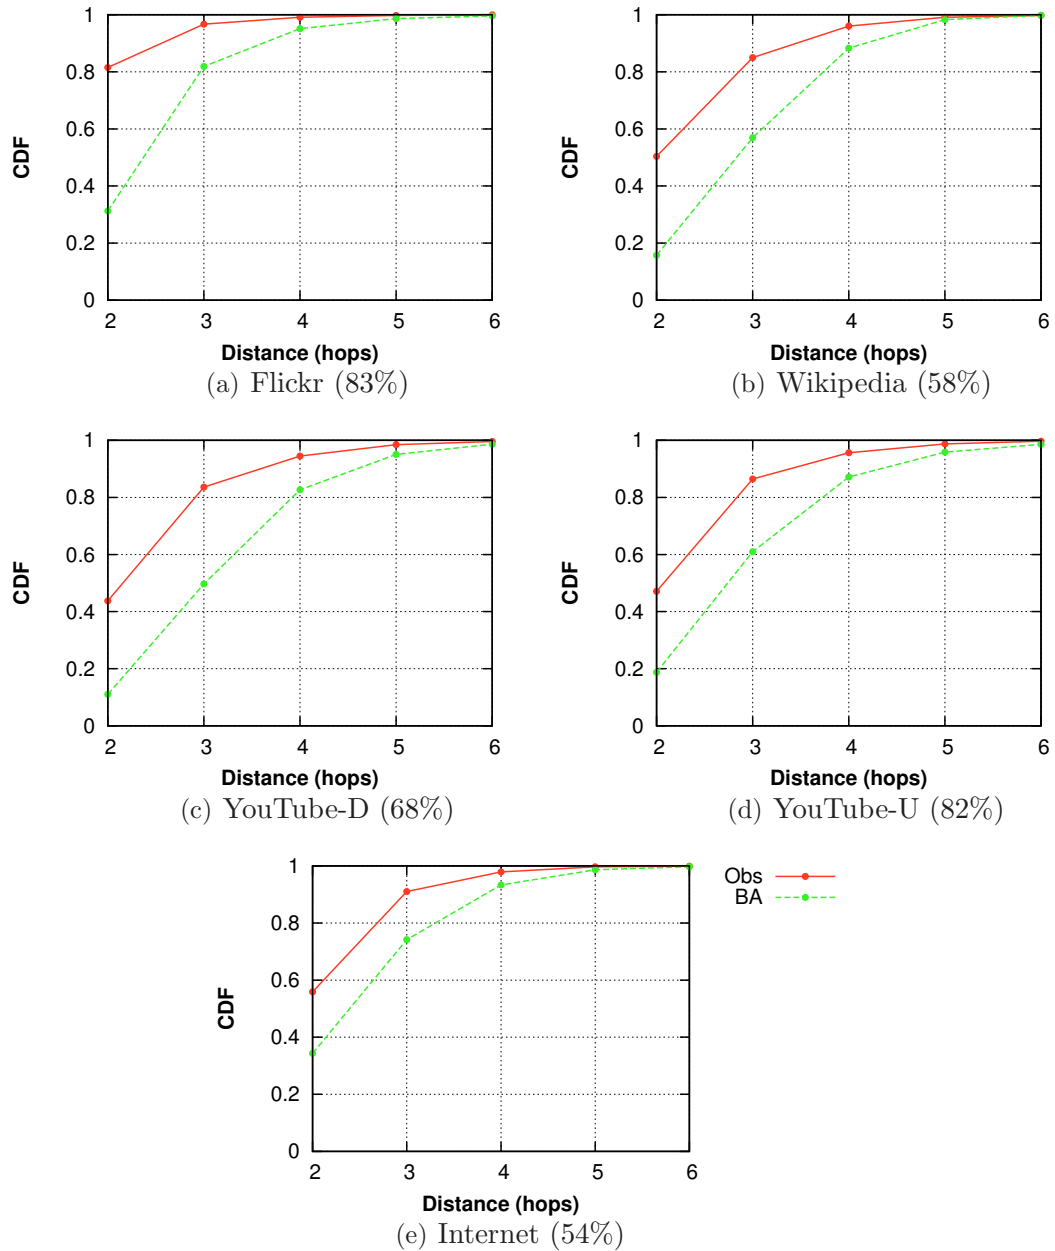 1
0.8
0.6
0.4
0.2
0
CDF
2 3 4 5 6
Distance (hops)
(a) Flickr (83%)
1
0.8
0.6
0.4
0.2
0
CDF
2 3 4 5 6
Distance (hops)
(b) Wikipedia (58%)
1
0.8
0.6
0.4
0.2
0
CDF
2 3 4 5 6
Distance (hops)
(c) YouTube-D (68%)
1
0.8
0.6
0.4
0.2
0
CDF
2 3 4 5 6
Distance (hops)
(d) YouTube-U (82%)
1
0.8
0.6
0.4
0.2
0
CDF
2 3 4 5 6
Distance (hops)
(e) Internet (54%)
Obs
BA